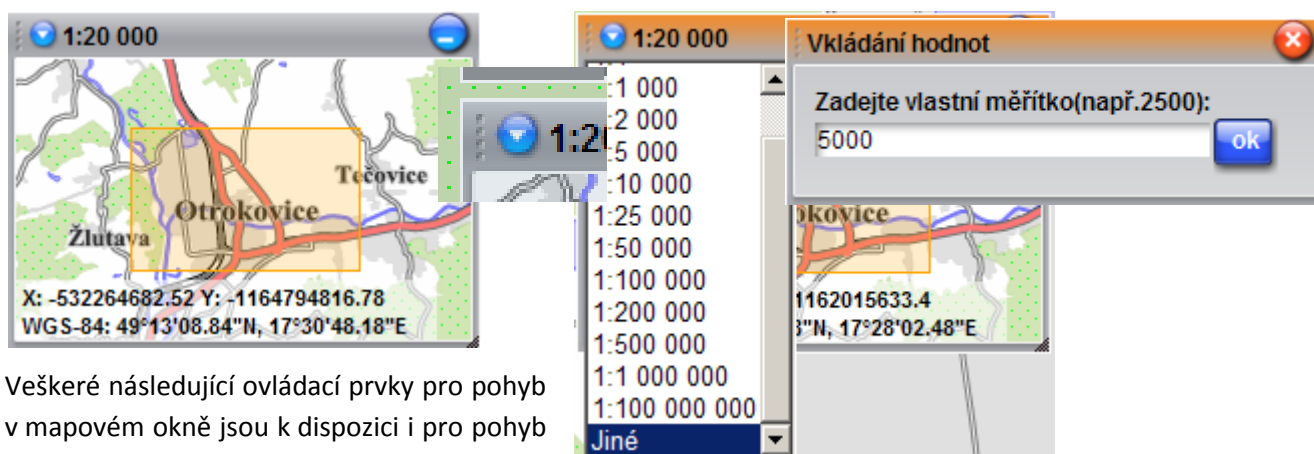 1:20 000
Tečovice
Otrokovice
Žlutava
X: -532264682.52 Y: -1164794816.78
WGS-84: 49°13'08.84"N, 17°30'48.18"E
1:20
1:20 000
:1 000
:2 000
:5 000
:10 000
1:25 000
1:50 000
1:100 000
1:200 000
1:500 000
1:1 000 000
1:100 000 000
Jiné
Vkládání hodnot
Zadejte vlastní měřítko(např.2500):
5000
ok
okovice
1162015633.4
"N, 17°28'02.48"E
Veškeré následující ovládací prvky pro pohyb
v mapovém okně jsou k dispozici i pro pohyb